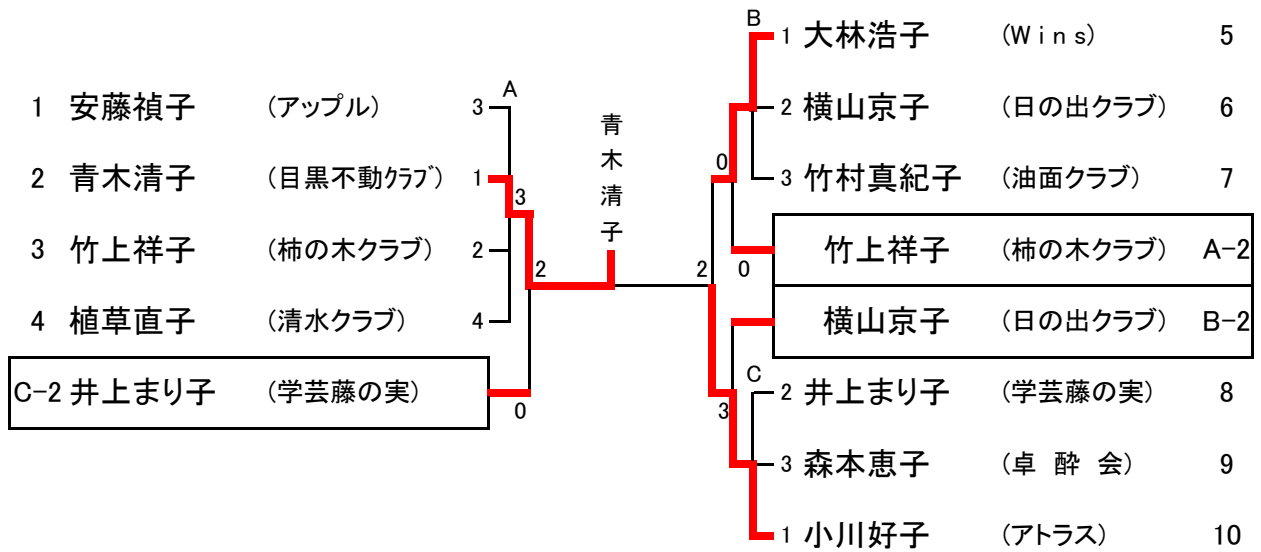 A
1 安藤禎子 (アップル) 3
2 青木清子 (目黒不動クラブ) 1
3 竹上祥子 (柿の木クラブ) 2
4 植草直子 (清水クラブ) 4
C-2 井上まり子 (学芸藤の実)
3
2
0
青木清子
B
1 大林浩子 (Wins) 5
2 横山京子 (日の出クラブ) 6
3 竹村真紀子 (油面クラブ) 7
竹上祥子 (柿の木クラブ) A-2
横山京子 (日の出クラブ) B-2
C
2 井上まり子 (学芸藤の実) 8
3 森本恵子 (卓 酔 会) 9
1 小川好子 (アトラス) 10
0
0
2
3